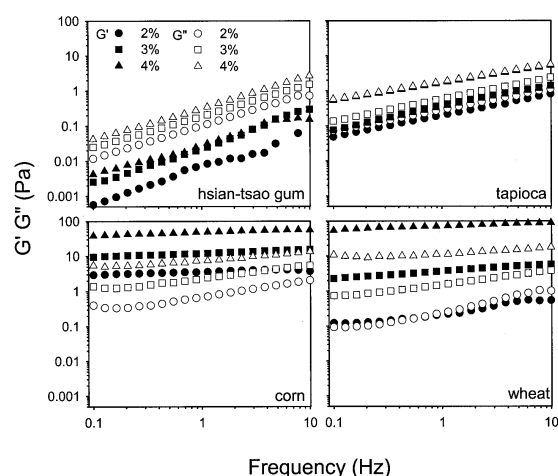 G' 2% G" 2%
3% 3%
4% 4%
100
10
1
0.1
0.01
0.001
hsian-tsao gum
tapioca
G' G" (Pa)
100
10
1
0.1
0.01
0.001
corn
wheat
0.1 1 10 0.1 1 10
Frequency (Hz)